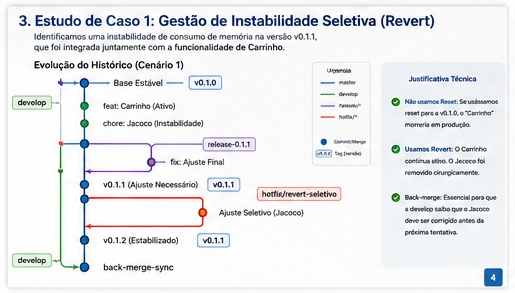 3. Estudo de Caso 1: Gestão de Instabilidade Seletiva (Revert)
Identificamos uma instabilidade de consumo de memória na versão v0.1.1,
que foi integrada juntamente com a funcionalidade de Carrinho.
Evolução do Histórico (Cenário 1)
Base Estável
v0.1.0
develop
feat: Carrinho (Ativo)
chore: Jacoco (Instabilidade)
release-0.1.1
fix: Ajuste Final
v0.1.1 (Ajuste Necessário)
v0.1.1
hotfix/revert-seletivo
Ajuste Seletivo (Jacoco)
v0.1.2 (Estabilizado)
v0.1.1
develop
back-merge-sync
master
develop
hotfix/*
Commit/Merge
Tag (versão)
Justificativa Técnica
Não usamos Reset: Se usássemos
reset para a v0.1.0, o "Carrinho"
morreria em produção.
Usamos Revert: O Carrinho
continua ativo. O Jacoco foi
removido cirurgicamente.
Back-merge: Essencial para que
a develop saiba que o Jacoco
deve ser corrigido antes da
próxima tentativa.
4